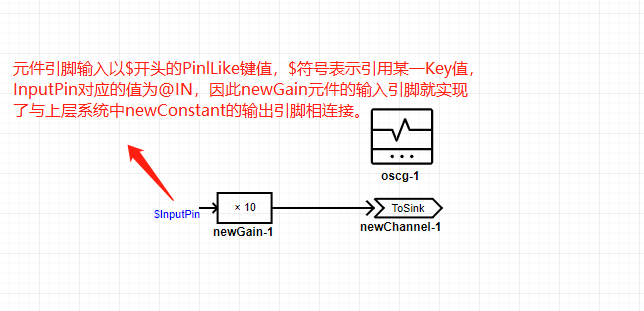 元件引脚输入以$开头的PinlLike键值，$符号表示引用某一Key值，
InputPin对应的值为@IN，因此newGain元件的输入引脚就实现
了与上层系统中newConstant的输出引脚相连接。
oscg-1
$InputPin
× 10
ToSink
newGain-1
newChannel-1